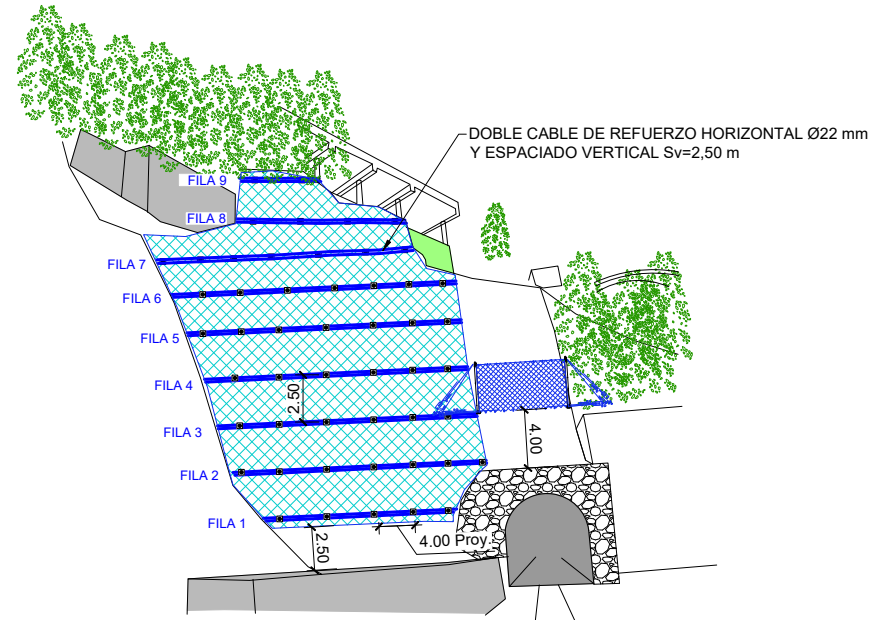 DOBLE CABLE DE REFUERZO HORIZONTAL Ø22 mm
Y ESPACIADO VERTICAL Sv=2,50 m
FILA 9
FILA 8
FILA 7
FILA 6
FILA 5
FILA 4
2.50
FILA 3
4.00
FILA 2
FILA 1
2.50
4.00 Proy.